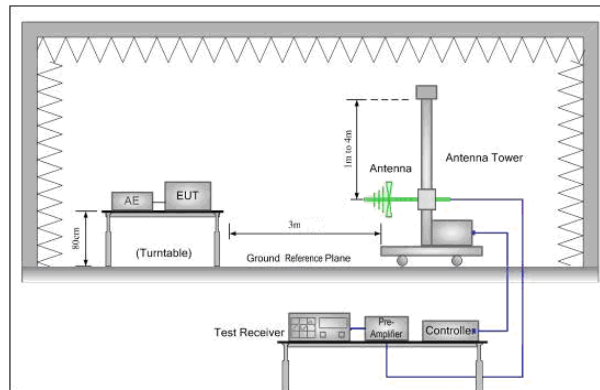 1m to 4m
Antenna
Antenna Tower
AE
EUT
80cm
(Turntable)
3m
Ground Reference Plane
Test Receiver
Pre-
Amplifier
Controller